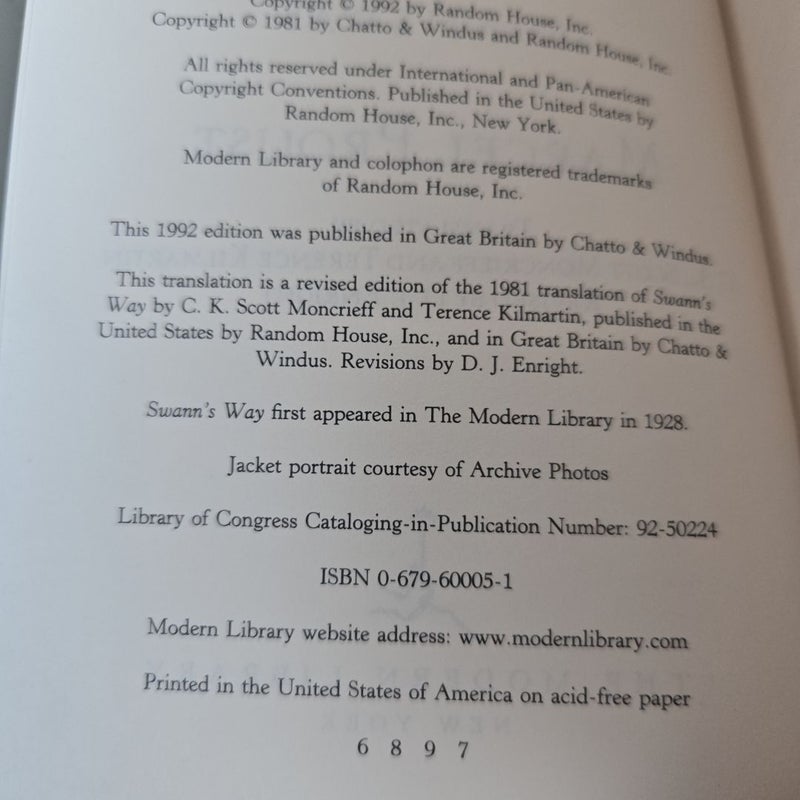 Copyright © 1992 by Random House, Inc.
Copyright © 1981 by Chatto & Windus and Random House, Inc.
All rights reserved under International and Pan-American
Copyright Conventions. Published in the United States by
Random House, Inc., New York.
Modern Library and colophon are registered trademarks
of Random House, Inc.
This 1992 edition was published in Great Britain by Chatto & Windus.
This translation is a revised edition of the 1981 translation of Swann's
Way by C. K. Scott Moncrieff and Terence Kilmartin, published in the
United States by Random House, Inc., and in Great Britain by Chatto &
Windus. Revisions by D. J. Enright.
Swann's Way first appeared in The Modern Library in 1928.
Jacket portrait courtesy of Archive Photos
Library of Congress Cataloging-in-Publication Number: 92-50224
ISBN 0-679-60005-1
Modern Library website address: www.modernlibrary.com
Printed in the United States of America on acid-free paper
6 8 9 7